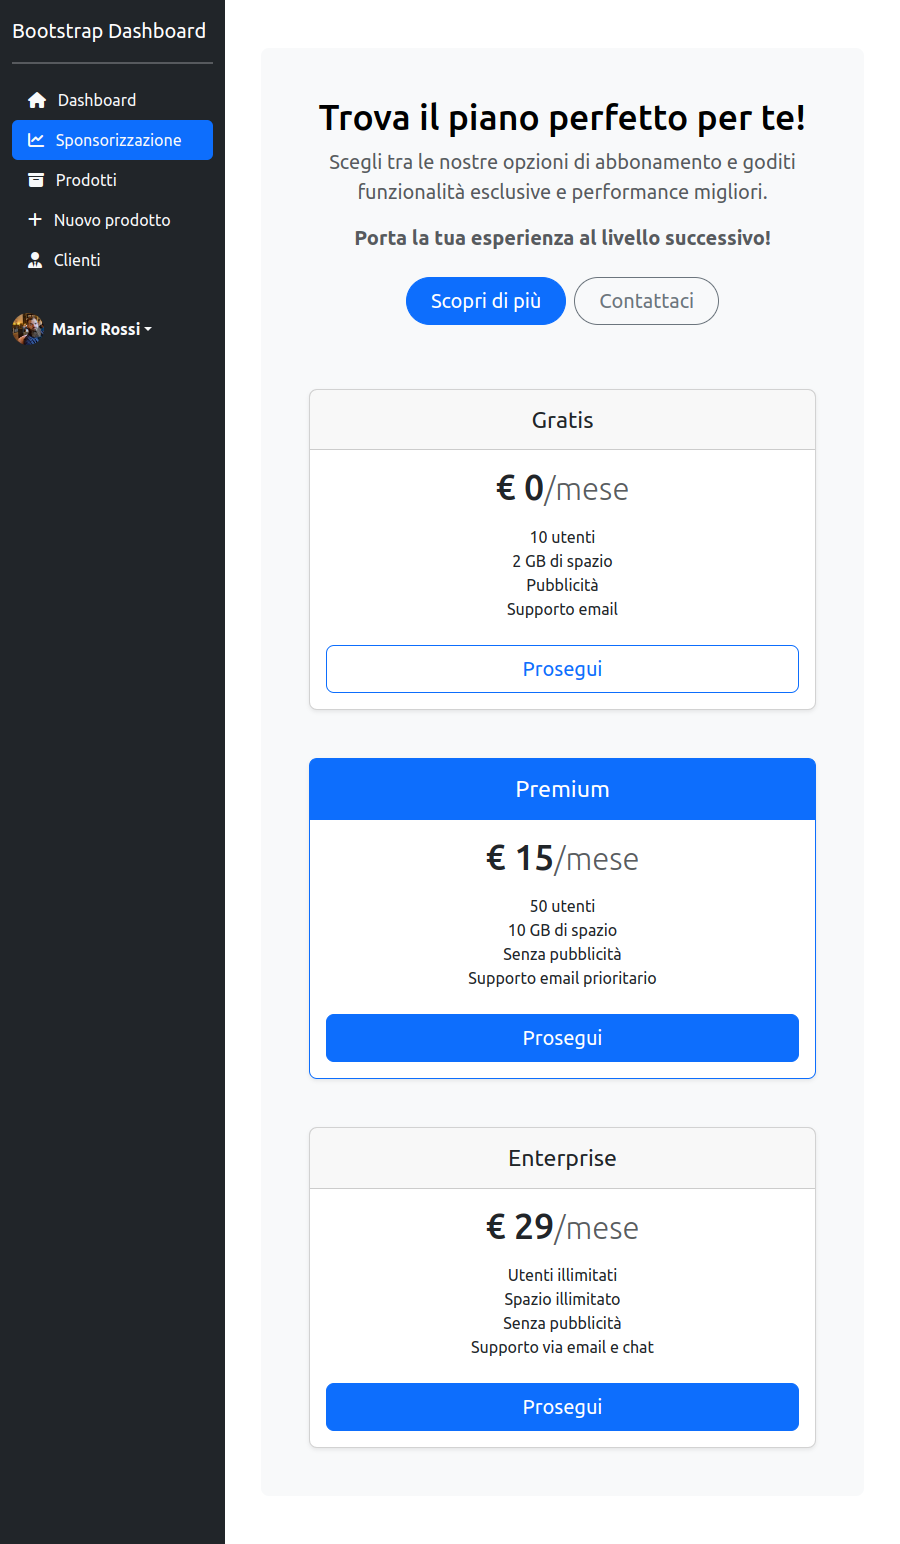 Bootstrap Dashboard
Dashboard
Sponsorizzazione
Prodotti
Nuovo prodotto
Clienti
Mario Rossi
Trova il piano perfetto per te!
Scegli tra le nostre opzioni di abbonamento e goditi
funzionalità esclusive e performance migliori.
Porta la tua esperienza al livello successivo!
Scopri di più
Contattaci
Gratis
€ 0/mese
10 utenti
2 GB di spazio
Pubblicità
Supporto email
Prosegui
Premium
€ 15/mese
50 utenti
10 GB di spazio
Senza pubblicità
Supporto email prioritario
Prosegui
Enterprise
€ 29/mese
Utenti illimitati
Spazio illimitato
Senza pubblicità
Supporto via email e chat
Prosegui